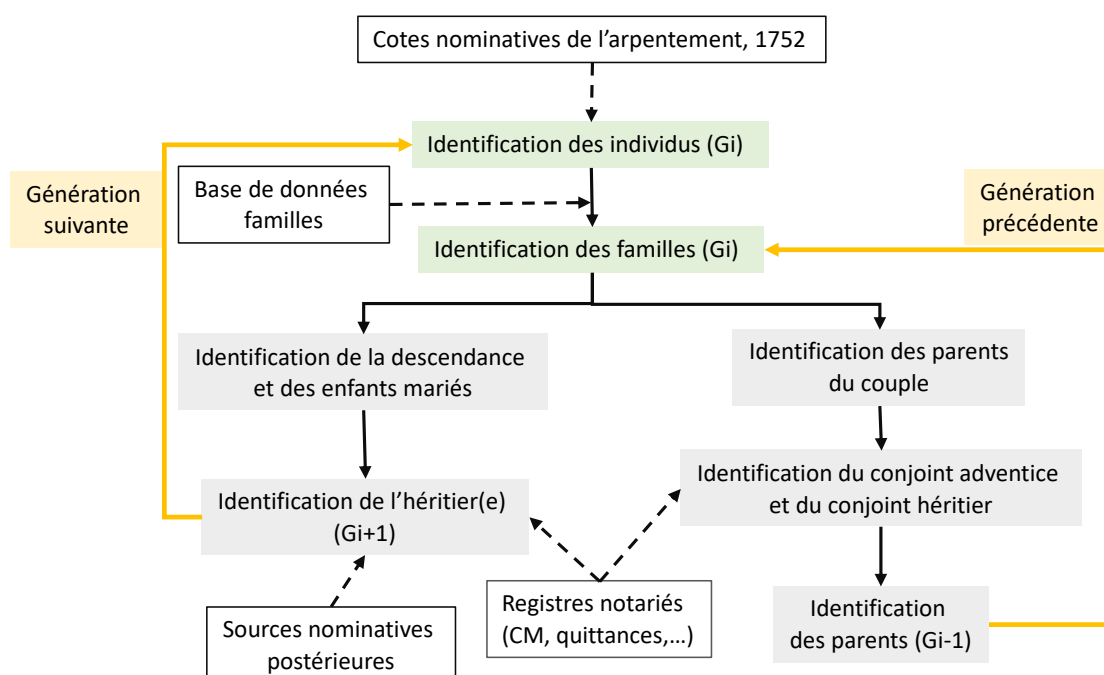 Cotes nominatives de l’arpentement, 1752
Identification des individus (Gi)
Génération
suivante
Base de données
familles
Génération
précédente
Identification des familles (Gi)
Identification de la descendance
et des enfants mariés
Identification des parents
du couple
Identification de l’héritier(e)
(Gi+1)
Identification du conjoint adventice
et du conjoint héritier
Sources nominatives
postérieures
Registres notariés
(CM, quittances,...)
Identification
des parents (Gi-1)